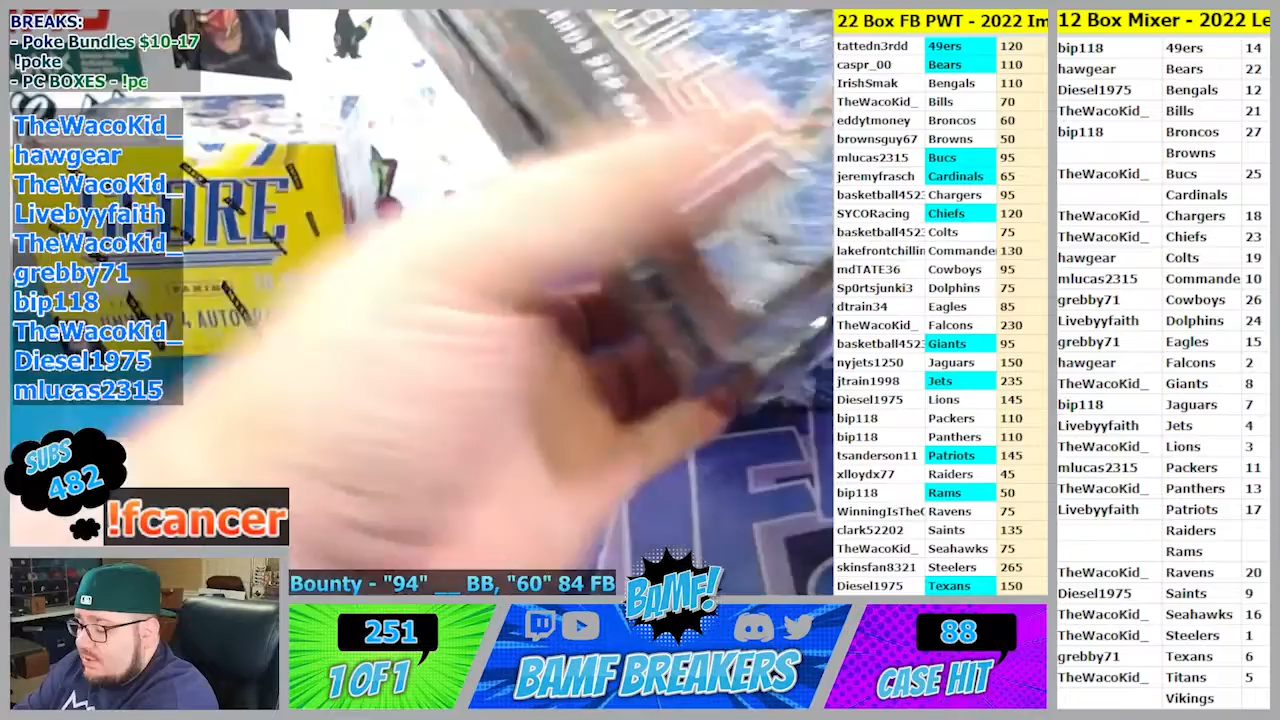 BREAKS:
- Poke Bundles $10-17
!poke
- PC BOXES - !pc
TheWacoKid_
hawgear
TheWacoKid_
Livebyyfaith
TheWacoKid_
grebby71
bip118
TheWacoKid_
Diesel1975
mlucas2315
SUBS
482
!fcancer
Bounty - "94" __ BB, "60" 84 FB
BAMF!
251
1 OF 1
BAMF BREAKERS
88
CASE HIT
22 Box FB PWT - 2022 Im
tattedn3rdd 49ers 120
caspr_00 Bears 110
IrishSmak Bengals 110
TheWacoKid_ Bills 70
eddytmoney Broncos 60
brownsguy67 Browns 50
mlucas2315 Bucs 95
jeremyfrasch Cardinals 65
basketball452 Chargers 95
SYCORacing Chiefs 120
basketball452 Colts 75
lakefrontchillin Commande 130
mdTATE36 Cowboys 95
Sp0rtsjunki3 Dolphins 75
dtrain34 Eagles 85
TheWacoKid_ Falcons 230
basketball452 Giants 95
nyjets1250 Jaguars 150
jtrain1998 Jets 235
Diesel1975 Lions 145
bip118 Packers 110
bip118 Panthers 110
tsanderson11 Patriots 145
xlloydx77 Raiders 45
bip118 Rams 50
WinningIsThe Ravens 75
clark52202 Saints 135
TheWacoKid_ Seahawks 75
skinsfan8321 Steelers 265
Diesel1975 Texans 150
12 Box Mixer - 2022 Le
bip118 49ers 14
hawgear Bears 22
Diesel1975 Bengals 12
TheWacoKid_ Bills 21
bip118 Broncos 27
Browns
TheWacoKid_ Bucs 25
Cardinals
TheWacoKid_ Chargers 18
TheWacoKid_ Chiefs 23
hawgear Colts 19
mlucas2315 Commande 10
grebby71 Cowboys 26
Livebyyfaith Dolphins 24
grebby71 Eagles 15
hawgear Falcons 2
TheWacoKid_ Giants 8
bip118 Jaguars 7
Livebyyfaith Jets 4
TheWacoKid_ Lions 3
mlucas2315 Packers 11
TheWacoKid_ Panthers 13
Livebyyfaith Patriots 17
Raiders
Rams
TheWacoKid_ Ravens 20
Diesel1975 Saints 9
TheWacoKid_ Seahawks 16
TheWacoKid_ Steelers 1
grebby71 Texans 6
TheWacoKid_ Titans 5
Vikings